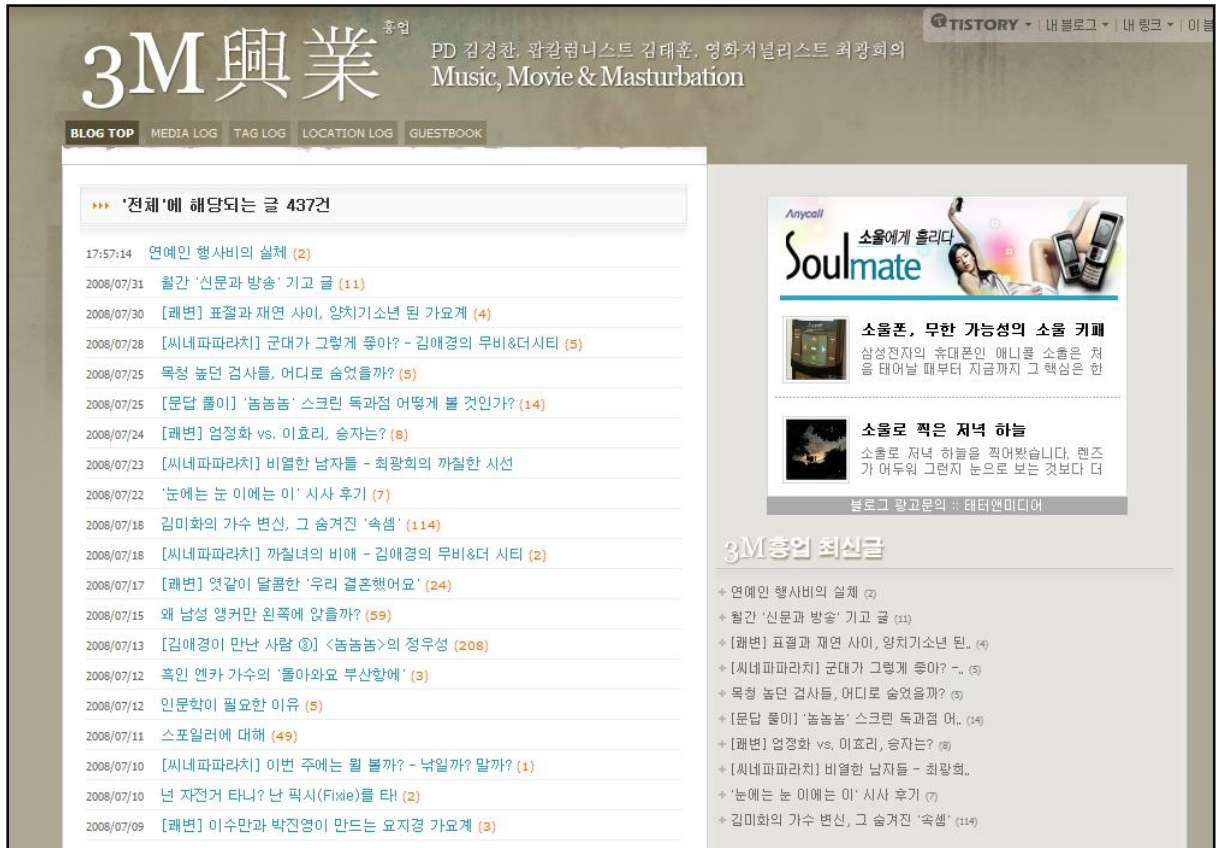 TISTORY 내 블로그 내 링크 이 블
3M興業 흥업
PD 김경찬, 팝칼럼니스트 김태훈, 영화저널리스트 최광희의
Music, Movie & Masturbation
BLOG TOP MEDIA LOG TAG LOG LOCATION LOG GUESTBOOK
'전체'에 해당되는 글 437건
17:57:14 연예인 행사비의 실체 (2)
2008/07/31 월간 '신문과 방송' 기고 글 (11)
2008/07/30 [쾌변] 표절과 재연 사이, 양치기소년 된 가요계 (4)
2008/07/28 [씨네파파라치] 군대가 그렇게 좋아? - 김애경의 무비&더시티 (5)
2008/07/25 목청 높던 검사들, 어디로 숨었을까? (5)
2008/07/25 [문답 풀이] '놈놈놈' 스크린 독과점 어떻게 볼 것인가? (14)
2008/07/24 [쾌변] 엄정화 vs. 이효리, 승자는? (8)
2008/07/23 [씨네파파라치] 비열한 남자들 - 최광희의 까칠한 시선
2008/07/22 '눈에는 눈 이에는 이' 시사 후기 (7)
2008/07/18 김미화의 가수 변신, 그 숨겨진 '속셈' (114)
2008/07/18 [씨네파파라치] 까칠녀의 비애 - 김애경의 무비&더 시티 (2)
2008/07/17 [쾌변] 엿같이 달콤한 '우리 결혼했어요' (24)
2008/07/15 왜 남성 앵커만 왼쪽에 앉을까? (59)
2008/07/13 [김애경이 만난 사람 ③] <놈놈놈>의 정우성 (208)
2008/07/12 흑인 엔카 가수의 '돌아와요 부산항에' (3)
2008/07/12 인문학이 필요한 이유 (5)
2008/07/11 스포일러에 대해 (49)
2008/07/10 [씨네파파라치] 이번 주에는 뭘 볼까? - 낚일까? 말까? (1)
2008/07/10 넌 자전거 타니? 난 픽시(Fixie)를 타! (2)
2008/07/09 [쾌변] 이수만과 박진영이 만드는 요지경 가요계 (3)
Anycall
소울에게 홀리다
Soulmate
소울폰, 무한 가능성의 소울 키패
삼성전자의 휴대폰인 애니콜 소울은 처
음 태어날 때부터 지금까지 그 핵심은 한
소울로 찍은 저녁 하늘
소울로 저녁 하늘을 찍어봤습니다. 렌즈
가 어두워 그런지 눈으로 보는 것보다 더
블로그 광고문의 :: 태터앤미디어
3M흥업 최신글
연예인 행사비의 실체 (2)
월간 '신문과 방송' 기고 글 (11)
[쾌변] 표절과 재연 사이, 양치기소년 된.. (4)
[씨네파파라치] 군대가 그렇게 좋아? -.. (5)
목청 높던 검사들, 어디로 숨었을까? (5)
[문답 풀이] '놈놈놈' 스크린 독과점 어.. (14)
[쾌변] 엄정화 vs. 이효리, 승자는? (8)
[씨네파파라치] 비열한 남자들 - 최광희..
'눈에는 눈 이에는 이' 시사 후기 (7)
김미화의 가수 변신, 그 숨겨진 '속셈' (114)